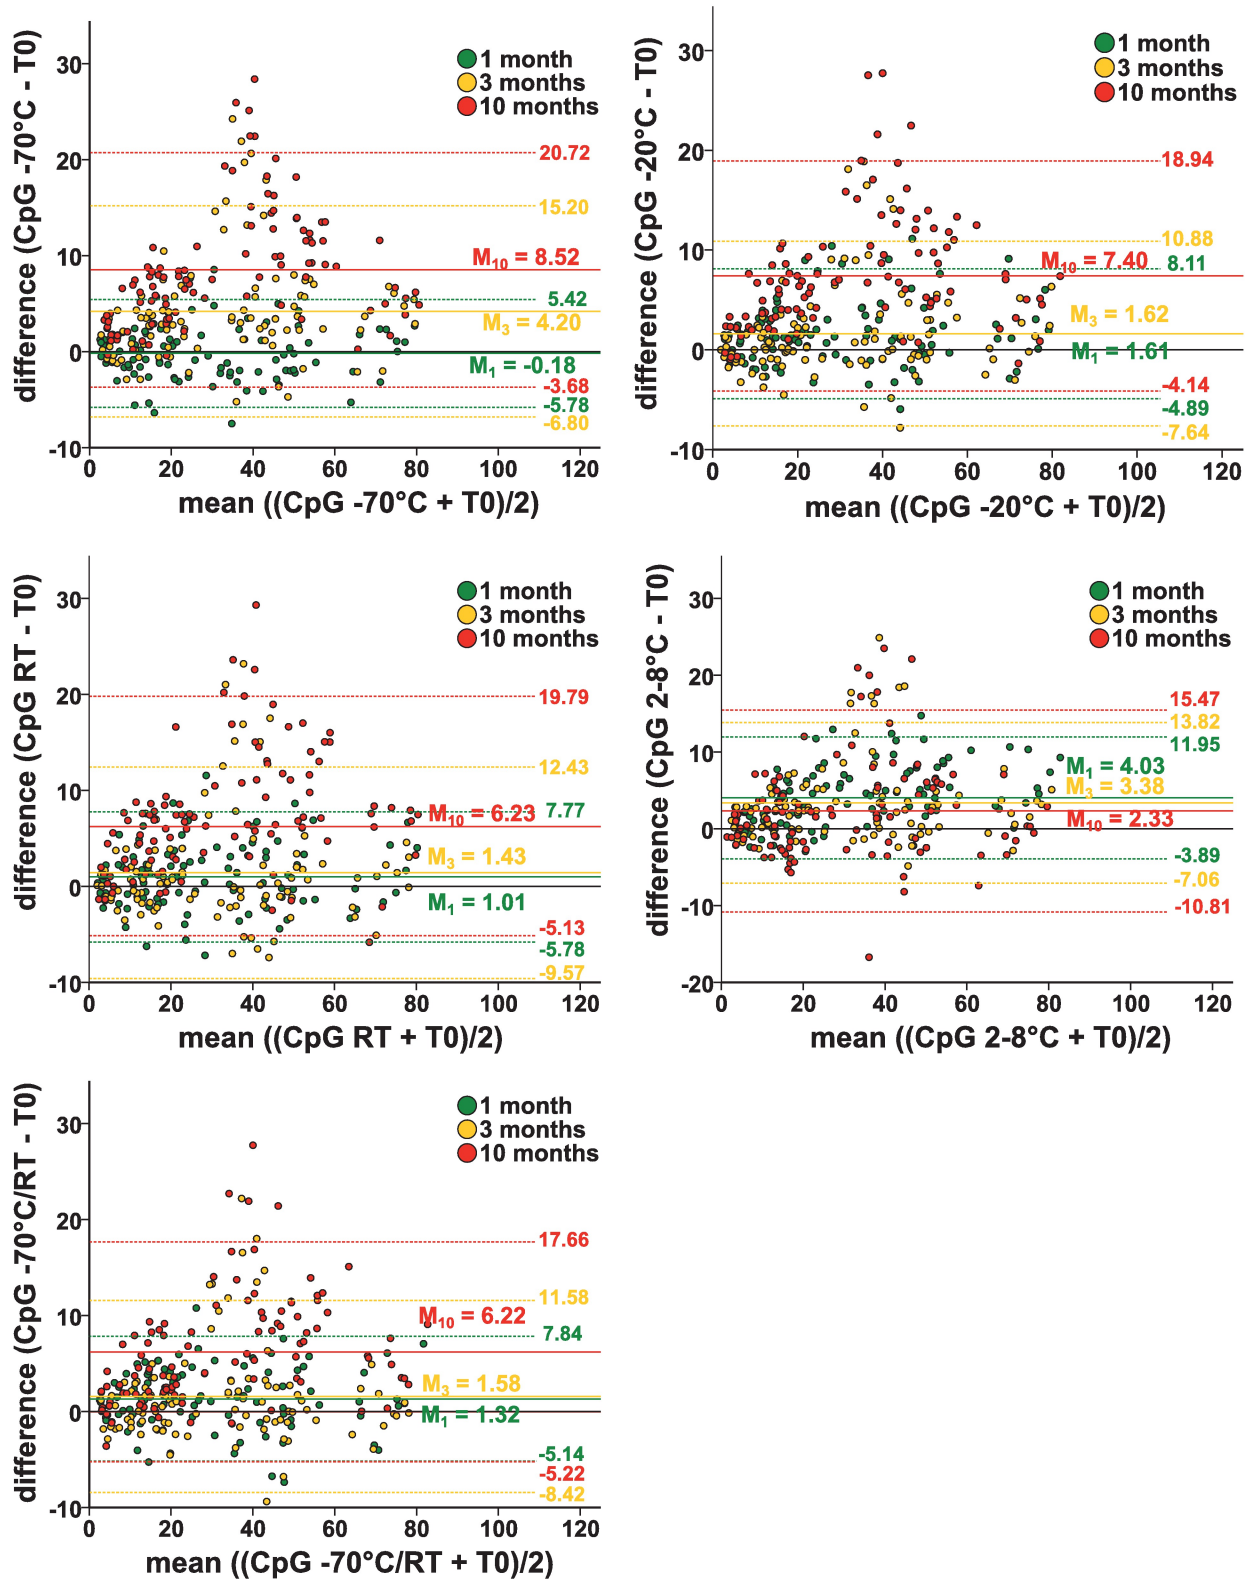 difference (CpG -70°C - T0)
30
20
10
0
-10
1 month
3 months
10 months
20.72
15.20
M10 = 8.52
5.42
M3 = 4.20
M1 = -0.18
-3.68
-5.78
-6.80
0 20 40 60 80 100 120
mean ((CpG -70°C + T0)/2)
difference (CpG -20°C - T0)
30
20
10
0
-10
1 month
3 months
10 months
18.94
10.88
M10 = 7.40
8.11
M3 = 1.62
M1 = 1.61
-4.14
-4.89
-7.64
0 20 40 60 80 100 120
mean ((CpG -20°C + T0)/2)
difference (CpG RT - T0)
30
20
10
0
-10
1 month
3 months
10 months
19.79
12.43
M10 = 6.23 7.77
M3 = 1.43
M1 = 1.01
-5.13
-5.78
-9.57
0 20 40 60 80 100 120
mean ((CpG RT + T0)/2)
difference (CpG 2-8°C - T0)
30
20
10
0
-10
-20
1 month
3 months
10 months
15.47
13.82
11.95
M1 = 4.03
M3 = 3.38
M10 = 2.33
-3.89
-7.06
-10.81
0 20 40 60 80 100 120
mean ((CpG 2-8°C + T0)/2)
difference (CpG -70°C/RT - T0)
30
20
10
0
-10
1 month
3 months
10 months
17.66
11.58
M10 = 6.22
7.84
M3 = 1.58
M1 = 1.32
-5.14
-5.22
-8.42
0 20 40 60 80 100 120
mean ((CpG -70°C/RT + T0)/2)